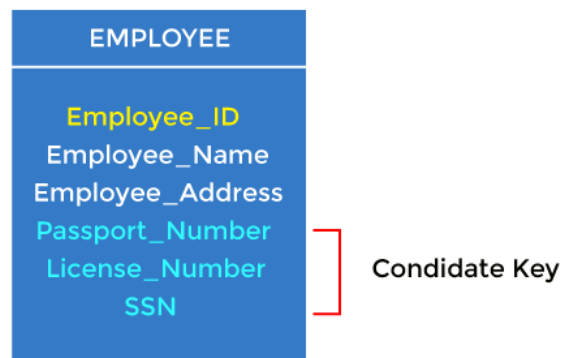 EMPLOYEE
Employee_ID
Employee_Name
Employee_Address
Passport_Number
License_Number
SSN
Condidate Key